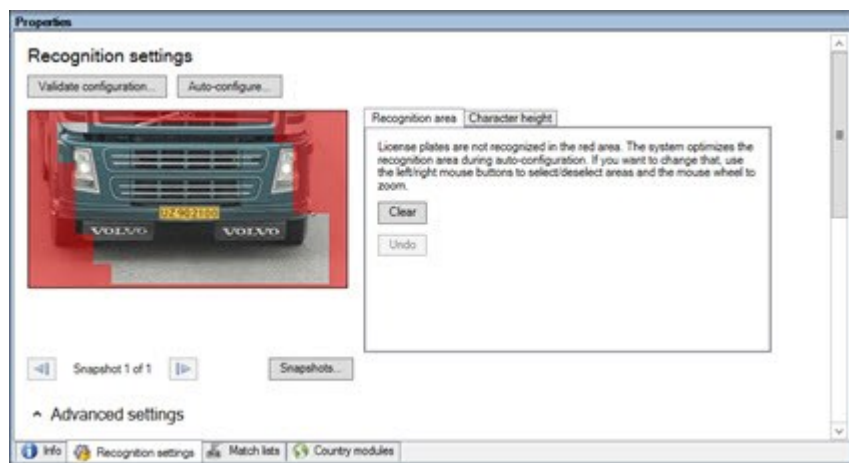 Properties
Recognition settings
Validate configuration...
Auto-configure...
Recognition area
Character height
License plates are not recognized in the red area. The system optimizes the
recognition area during auto-configuration. If you want to change that, use
the left/right mouse buttons to select/deselect areas and the mouse wheel to
zoom.
Clear
Undo
VOLVO VOLVO
Snapshot 1 of 1
Snapshots...
Advanced settings
Info
Recognition settings
Match lists
Country modules